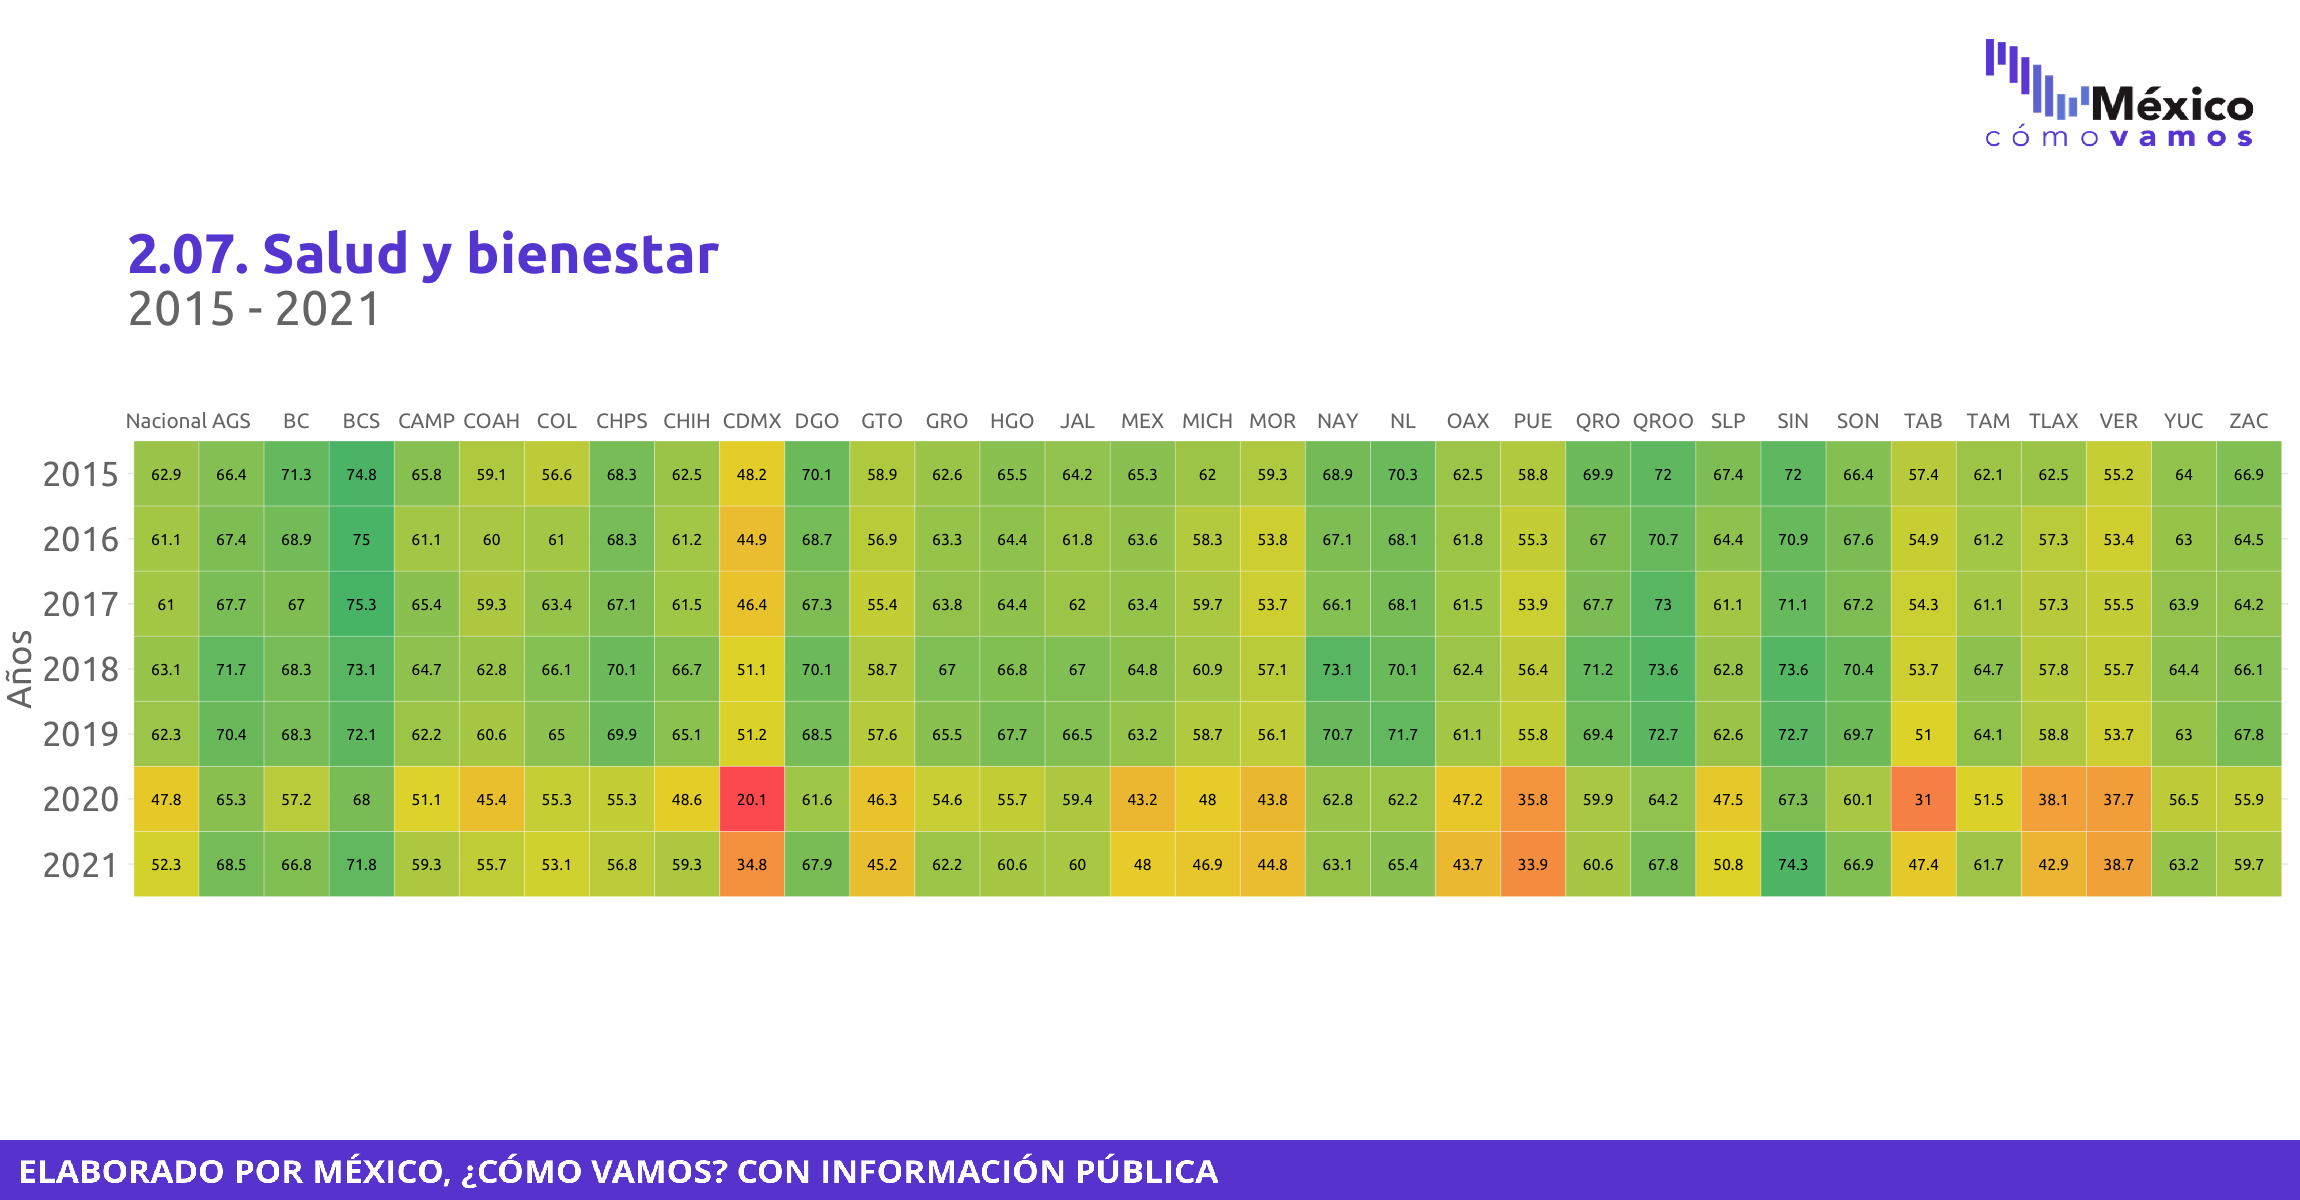 México
cómovamos
2.07. Salud y bienestar
2015 - 2021
Nacional AGS BC BCS CAMP COAH COL CHPS CHIH CDMX DGO GTO GRO HGO JAL MEX MICH MOR NAY NL OAX PUE QRO QROO SLP SIN SON TAB TAM TLAX VER YUC ZAC
2015 62.9 66.4 71.3 74.8 65.8 59.1 56.6 68.3 62.5 48.2 70.1 58.9 62.6 65.5 64.2 65.3 62 59.3 68.9 70.3 62.5 58.8 69.9 72 67.4 72 66.4 57.4 62.1 62.5 55.2 64 66.9
2016 61.1 67.4 68.9 75 61.1 60 61 68.3 61.2 44.9 68.7 56.9 63.3 64.4 61.8 63.6 58.3 53.8 67.1 68.1 61.8 55.3 67 70.7 64.4 70.9 67.6 54.9 61.2 57.3 53.4 63 64.5
2017 61 67.7 67 75.3 65.4 59.3 63.4 67.1 61.5 46.4 67.3 55.4 63.8 64.4 62 63.4 59.7 53.7 66.1 68.1 61.5 53.9 67.7 73 61.1 71.1 67.2 54.3 61.1 57.3 55.5 63.9 64.2
2018 63.1 71.7 68.3 73.1 64.7 62.8 66.1 70.1 66.7 51.1 70.1 58.7 67 66.8 67 64.8 60.9 57.1 73.1 70.1 62.4 56.4 71.2 73.6 62.8 73.6 70.4 53.7 64.7 57.8 55.7 64.4 66.1
2019 62.3 70.4 68.3 72.1 62.2 60.6 65 69.9 65.1 51.2 68.5 57.6 65.5 67.7 66.5 63.2 58.7 56.1 70.7 71.7 61.1 55.8 69.4 72.7 62.6 72.7 69.7 51 64.1 58.8 53.7 63 67.8
2020 47.8 65.3 57.2 68 51.1 45.4 55.3 55.3 48.6 20.1 61.6 46.3 54.6 55.7 59.4 43.2 48 43.8 62.8 62.2 47.2 35.8 59.9 64.2 47.5 67.3 60.1 31 51.5 38.1 37.7 56.5 55.9
2021 52.3 68.5 66.8 71.8 59.3 55.7 53.1 56.8 59.3 34.8 67.9 45.2 62.2 60.6 60 48 46.9 44.8 63.1 65.4 43.7 33.9 60.6 67.8 50.8 74.3 66.9 47.4 61.7 42.9 38.7 63.2 59.7
Años
ELABORADO POR MÉXICO, ¿CÓMO VAMOS? CON INFORMACIÓN PÚBLICA